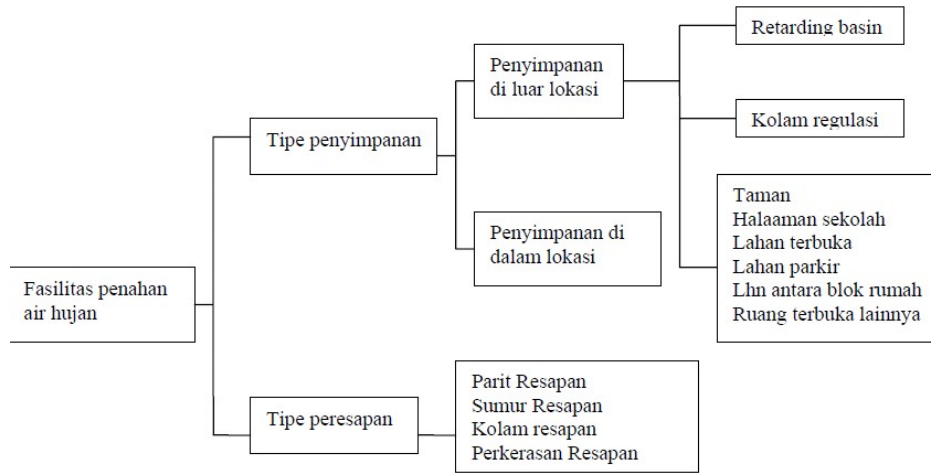 Fasilitas penahan
air hujan
Tipe penyimpanan
Penyimpanan
di luar lokasi
Retarding basin
Kolam regulasi
Taman
Halaaman sekolah
Lahan terbuka
Lahan parkir
Lhn antara blok rumah
Ruang terbuka lainnya
Penyimpanan di
dalam lokasi
Tipe peresapan
Parit Resapan
Sumur Resapan
Kolam resapan
Perkerasan Resapan